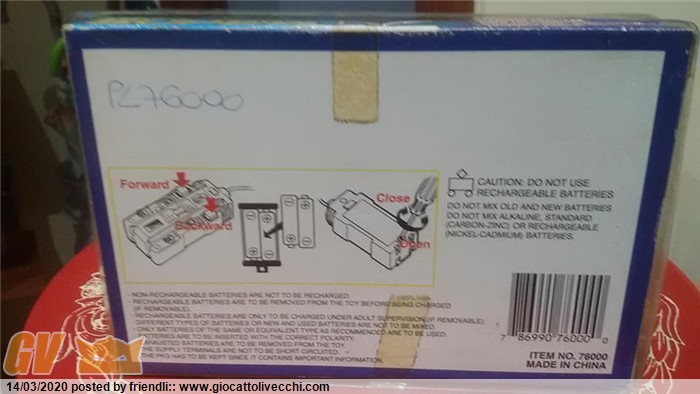 PL76000
Forward
Backward
Close
Open
CAUTION: DO NOT USE
RECHARGEABLE BATTERIES
DO NOT MIX OLD AND NEW BATTERIES
DO NOT MIX ALKALINE, STANDARD
(CARBON-ZINC) OR RECHARGEABLE
(NICKEL-CADMIUM) BATTERIES.
- NON-RECHARGEABLE BATTERIES ARE NOT TO BE RECHARGED.
- RECHARGEABLE BATTERIES ARE TO BE REMOVED FROM THE TOY BEFORE BEING CHARGED
(IF REMOVABLE).
- RECHARGEABLE BATTERIES ARE ONLY TO BE CHARGED UNDER ADULT SUPERVISION (IF REMOVABLE)
- DIFFERENT TYPES OF BATTERIES OR NEW AND USED BATTERIES ARE NOT TO BE MIXED.
- ONLY BATTERIES OF THE SAME OR EQUIVALENT TYPE AS RECOMMENDED ARE TO BE USED.
BATTERIES ARE TO BE INSERTED WITH THE CORRECT POLARITY.
EXHAUSTED BATTERIES ARE TO BE REMOVED FROM THE TOY.
SUPPLY TERMINALS ARE NOT TO BE SHORT CIRCUITED.
THE PKG HAS TO BE KEPT SINCE IT CONTAINS IMPORTANT INFORMATION.
7 86990 76000 0
ITEM NO. 76000
MADE IN CHINA
GV
14/03/2020 posted by friendli:: www.giocattolivecchi.com